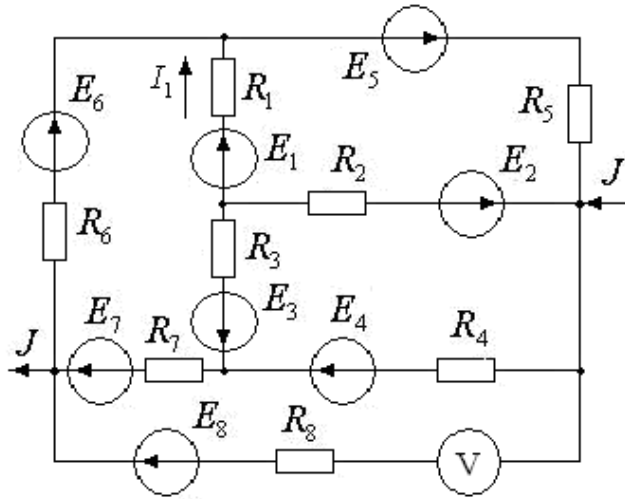 E₅
E₆
I₁
R₁
R₅
E₁
R₂
E₂
J
R₆
R₃
E₃
E₄
R₄
E₇
R₇
J
E₈
R₈
V